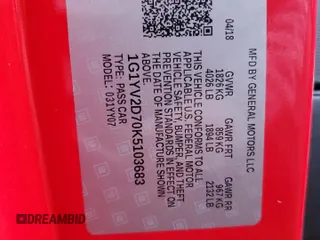 MFD BY GENERAL MOTORS LLC
04/18 GVWR GAWR FRT GAWR RR
1826 KG 859 KG 967 KG
4026 LB 1894 LB 2132 LB
THIS VEHICLE CONFORMS TO ALL
APPLICABLE U.S. FEDERAL MOTOR
VEHICLE SAFETY, BUMPER, AND THEFT
PREVENTION STANDARDS IN EFFECT ON
THE DATE OF MANUFACTURE SHOWN
ABOVE.
1G1YV2D70K5103683
TYPE: PASS CAR
MODEL: 031YY07
DREAMBID